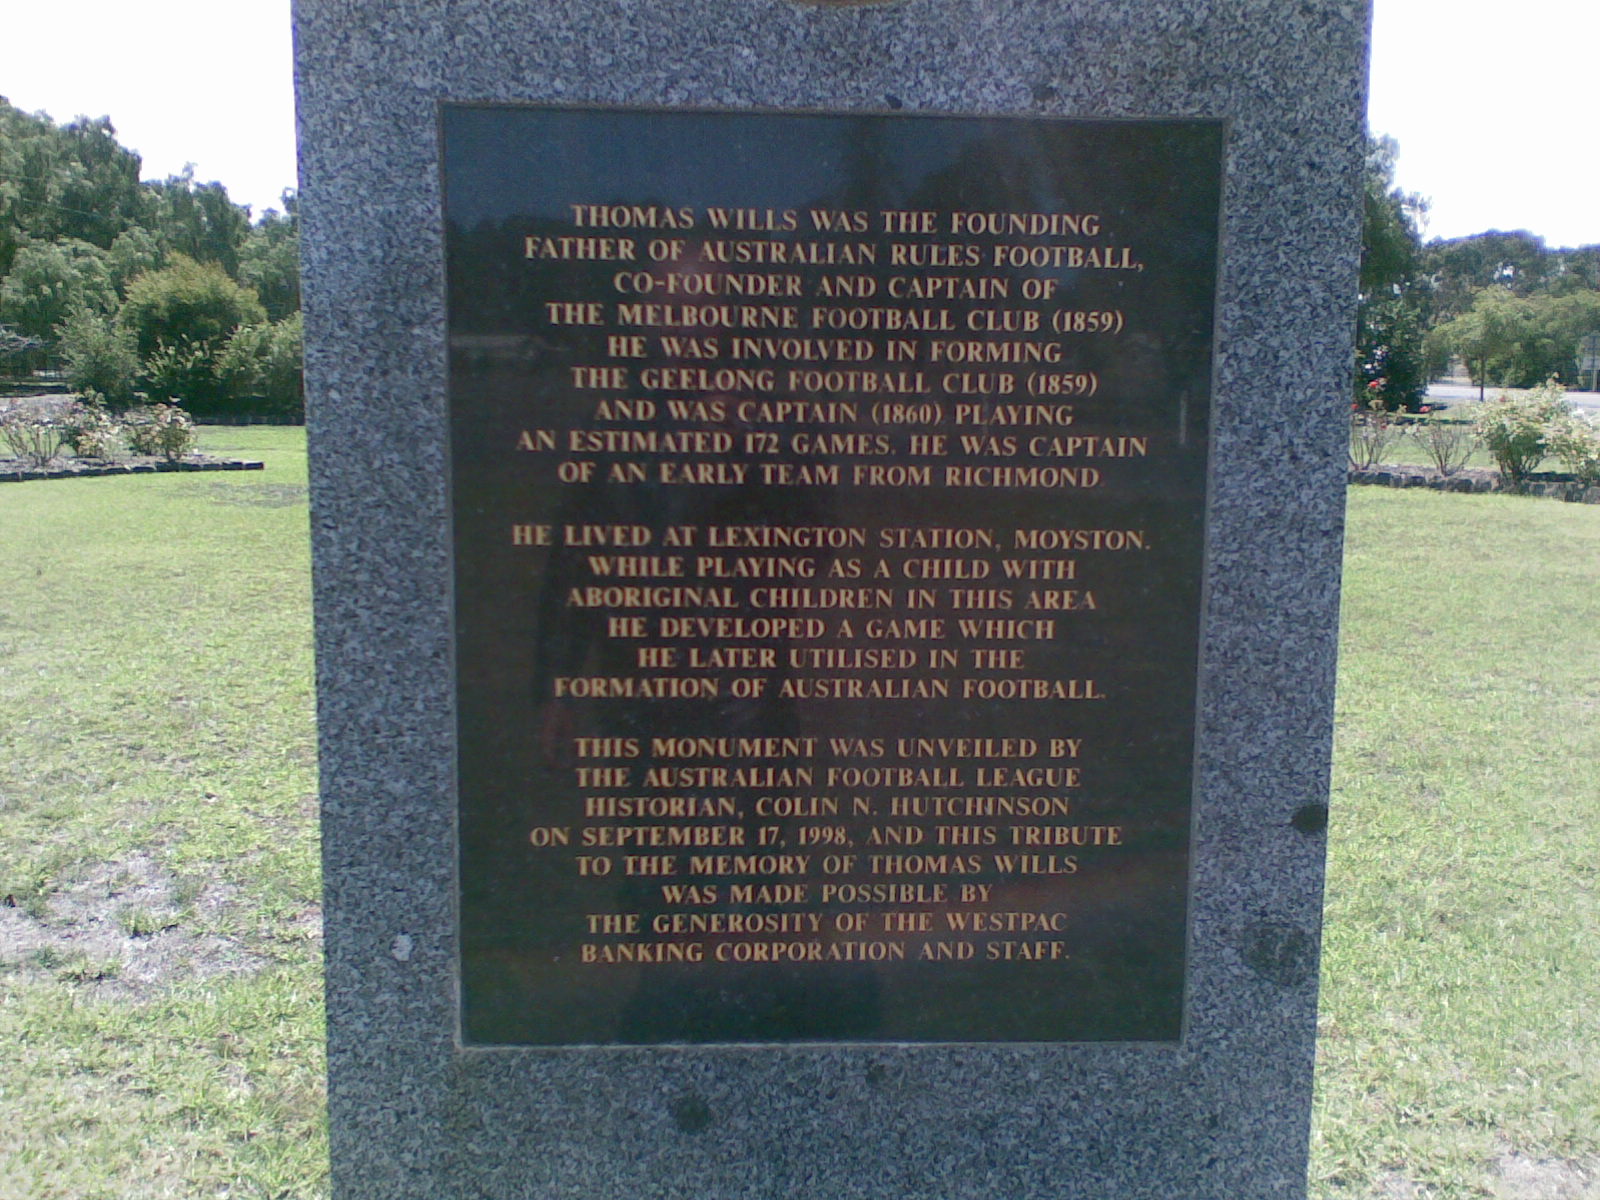 THOMAS WILLS WAS THE FOUNDING
FATHER OF AUSTRALIAN RULES FOOTBALL,
CO-FOUNDER AND CAPTAIN OF
THE MELBOURNE FOOTBALL CLUB (1859)
HE WAS INVOLVED IN FORMING
THE GEELONG FOOTBALL CLUB (1859)
AND WAS CAPTAIN (1860) PLAYING
AN ESTIMATED 172 GAMES. HE WAS CAPTAIN
OF AN EARLY TEAM FROM RICHMOND
HE LIVED AT LEXINGTON STATION, MOYSTON.
WHILE PLAYING AS A CHILD WITH
ABORIGINAL CHILDREN IN THIS AREA
HE DEVELOPED A GAME WHICH
HE LATER UTILISED IN THE
FORMATION OF AUSTRALIAN FOOTBALL.
THIS MONUMENT WAS UNVEILED BY
THE AUSTRALIAN FOOTBALL LEAGUE
HISTORIAN, COLIN N. HUTCHINSON
ON SEPTEMBER 17, 1998, AND THIS TRIBUTE
TO THE MEMORY OF THOMAS WILLS
WAS MADE POSSIBLE BY
THE GENEROSITY OF THE WESTPAC
BANKING CORPORATION AND STAFF.